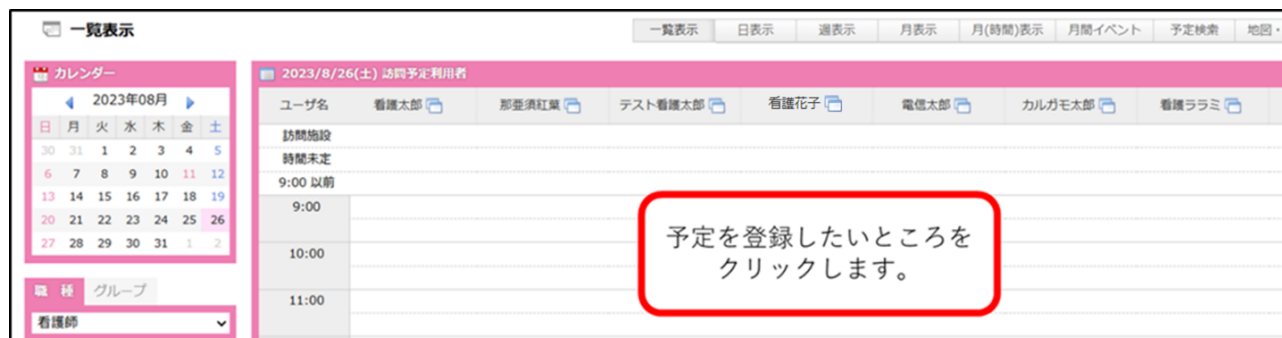 一覧表示
一覧表示 日表示 週表示 月表示 月(時間)表示 月間イベント 予定検索 地図・
カレンダー
2023年08月
日 月 火 水 木 金 土
30 31 1 2 3 4 5
6 7 8 9 10 11 12
13 14 15 16 17 18 19
20 21 22 23 24 25 26
27 28 29 30 31 1 2
職 種 グループ
看護師
2023/8/26(土) 訪問予定利用者
ユーザ名 看護太郎 那亜須紅葉 テスト看護太郎 看護花子 電信太郎 カルガモ太郎 看護ララミ
訪問施設
時間未定
9:00 以前
9:00
10:00
11:00
予定を登録したいところを
クリックします。